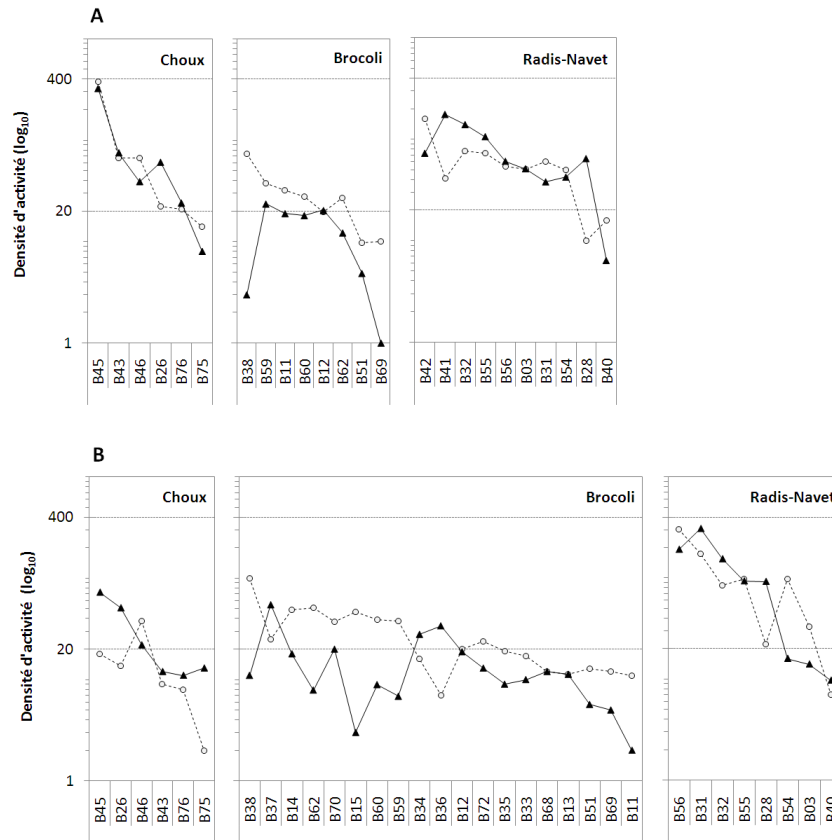 A
Choux
Brocoli
Radis-Navet
Densité d'activité (log10)
400
20
1
B45 B43 B46 B26 B76 B75
B38 B59 B11 B60 B12 B62 B51 B69
B42 B41 B32 B55 B56 B03 B31 B54 B28 B40
B
Choux
Brocoli
Radis-Navet
Densité d'activité (log10)
400
20
1
B45 B26 B46 B43 B76 B75
B38 B37 B14 B62 B70 B15 B60 B59 B34 B36 B12 B72 B35 B33 B68 B13 B51 B69 B11
B56 B31 B32 B55 B28 B54 B03 B40